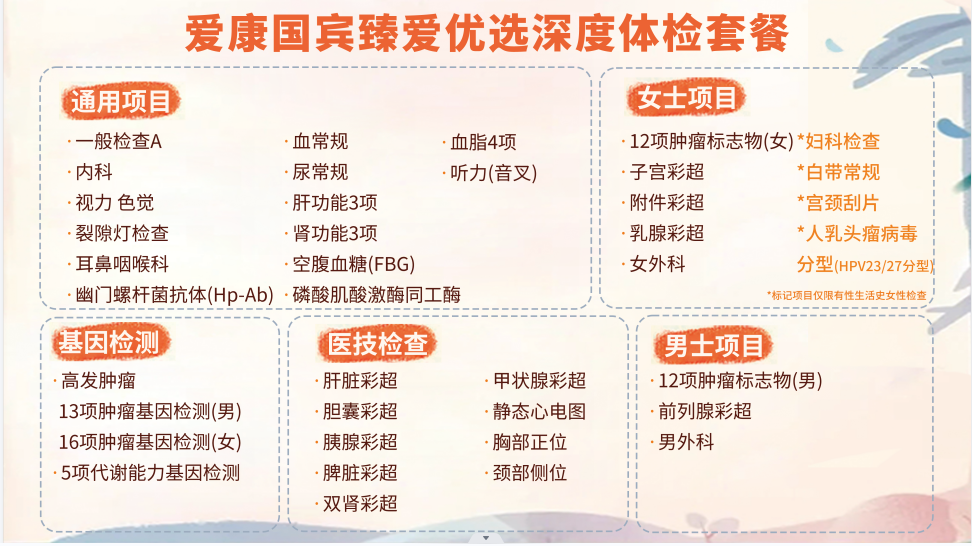 爱康国宾臻爱优选深度体检套餐
通用项目
·一般检查A
·内科
·视力 色觉
·裂隙灯检查
·耳鼻咽喉科
·幽门螺杆菌抗体(Hp-Ab)
·血常规
·尿常规
·肝功能3项
·肾功能3项
·空腹血糖(FBG)
·磷酸肌酸激酶同工酶
·血脂4项
·听力(音叉)
女士项目
·12项肿瘤标志物(女)
·子宫彩超
·附件彩超
·乳腺彩超
·女外科
*妇科检查
*白带常规
*宫颈刮片
*人乳头瘤病毒
分型(HPV23/27分型)
*标记项目仅限有性生活史女性检查
基因检测
·高发肿瘤
13项肿瘤基因检测(男)
16项肿瘤基因检测(女)
·5项代谢能力基因检测
医技检查
·肝脏彩超
·胆囊彩超
·胰腺彩超
·脾脏彩超
·双肾彩超
·甲状腺彩超
·静态心电图
·胸部正位
·颈部侧位
男士项目
·12项肿瘤标志物(男)
·前列腺彩超
·男外科